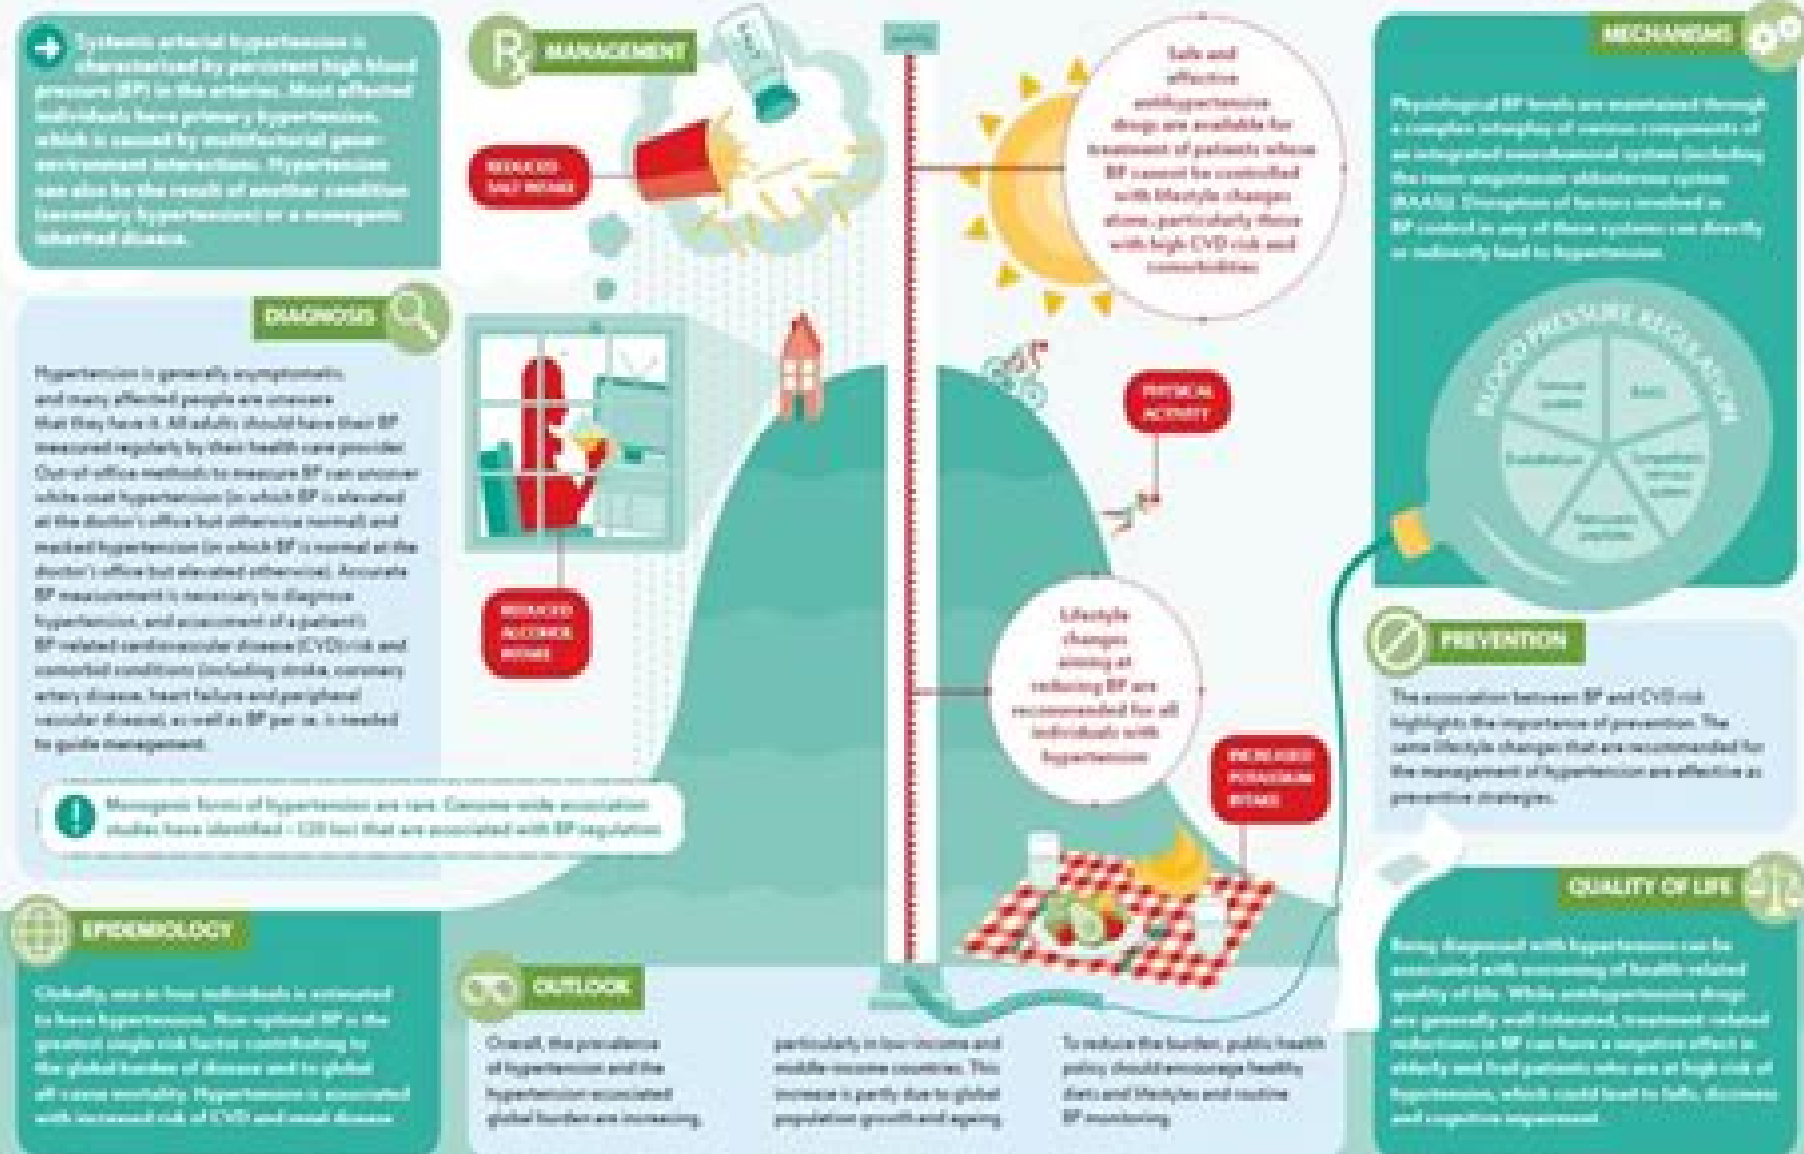 Systemic arterial hypertension is
characterized by persistent high blood
pressure (BP) in the arteries. Most affected
individuals have primary hypertension,
which is caused by multifactorial gene-
environment interactions. Hypertension
can also be the result of another condition
(secondary hypertension) or a monogenic
inherited disease.
DIAGNOSIS
Hypertension is generally asymptomatic
and many affected people are unaware
that they have it. All adults should have their BP
measured regularly by their health care provider.
Out-of-office methods to measure BP can uncover
white coat hypertension (in which BP is elevated
at the doctor's office but otherwise normal) and
masked hypertension (in which BP is normal at the
doctor's office but elevated otherwise). Accurate
BP measurement is necessary to diagnose
hypertension, and assessment of a patient's
BP-related cardiovascular disease (CVD) risk and
comorbid conditions (including stroke, coronary
artery disease, heart failure and peripheral
vascular disease), as well as BP per se, is needed
to guide management.
Monogenic forms of hypertension are rare. Genome-wide association
studies have identified ~120 loci that are associated with BP regulation
EPIDEMIOLOGY
Globally, one in four individuals is estimated
to have hypertension. Non-optimal BP is the
greatest single risk factor contributing to
the global burden of disease and to global
all-cause mortality. Hypertension is associated
with increased risk of CVD and renal disease.
Rx MANAGEMENT
SALT
REDUCED
SALT INTAKE
REDUCED
ALCOHOL
INTAKE
Safe and
effective
antihypertensive
drugs are available for
treatment of patients whose
BP cannot be controlled
with lifestyle changes
alone, particularly those
with high CVD risk and
comorbidities
PHYSICAL
ACTIVITY
Lifestyle
changes
aiming at
reducing BP are
recommended for all
individuals with
hypertension
INCREASED
POTASSIUM
INTAKE
OUTLOOK
Overall, the prevalence
of hypertension and the
hypertension-associated
global burden are increasing,
particularly in low-income and
middle-income countries. This
increase is partly due to global
population growth and ageing.
To reduce the burden, public health
policy should encourage healthy
diets and lifestyles and routine
BP monitoring.
MECHANISMS
Physiological BP levels are maintained through
a complex interplay of various components of
an integrated neurohumoral system (including
the renin-angiotensin-aldosterone system
(RAAS)). Disruption of factors involved in
BP control in any of these systems can directly
or indirectly lead to hypertension.
BLOOD PRESSURE REGULATION
RAAS
Sympathetic
nervous
system
Natriuretic
peptides
Endothelium
Immune
system
PREVENTION
The association between BP and CVD risk
highlights the importance of prevention. The
same lifestyle changes that are recommended for
the management of hypertension are effective as
preventive strategies.
QUALITY OF LIFE
Being diagnosed with hypertension can be
associated with worsening of health-related
quality of life. While antihypertensive drugs
are generally well tolerated, treatment-related
reductions in BP can have a negative effect in
elderly and frail patients who are at high risk of
hypotension, which could lead to falls, dizziness
and cognitive impairment.